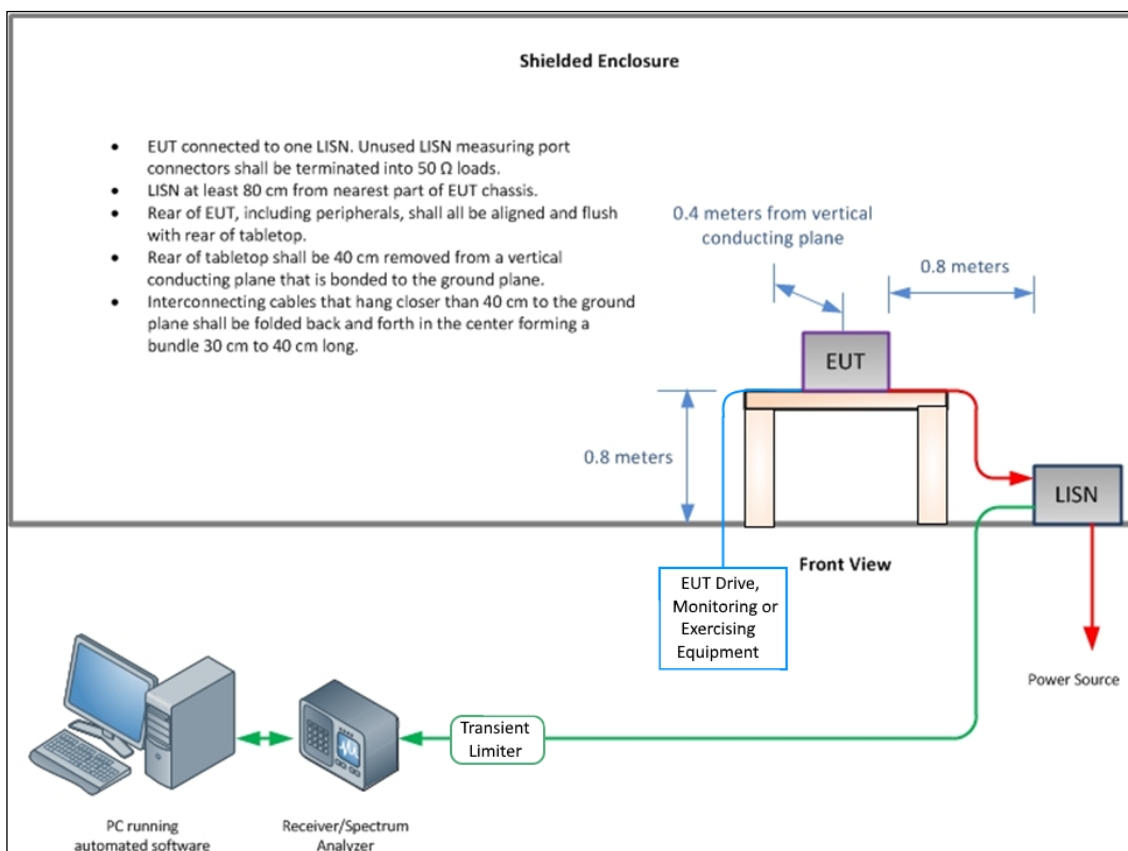 Shielded Enclosure
• EUT connected to one LISN. Unused LISN measuring port
connectors shall be terminated into 50 Ω loads.
• LISN at least 80 cm from nearest part of EUT chassis.
• Rear of EUT, including peripherals, shall all be aligned and flush
with rear of tabletop.
• Rear of tabletop shall be 40 cm removed from a vertical
conducting plane that is bonded to the ground plane.
• Interconnecting cables that hang closer than 40 cm to the ground
plane shall be folded back and forth in the center forming a
bundle 30 cm to 40 cm long.
0.4 meters from vertical
conducting plane
0.8 meters
EUT
0.8 meters
LISN
Front View
EUT Drive,
Monitoring or
Exercising
Equipment
Power Source
Transient
Limiter
PC running
automated software
Receiver/Spectrum
Analyzer